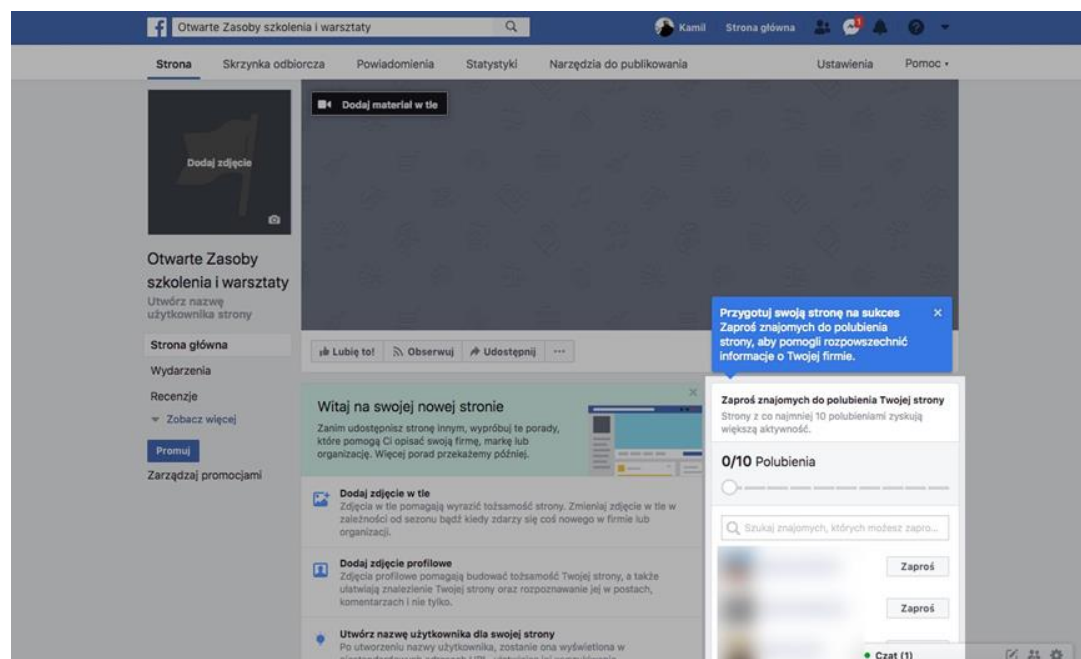 Otwarte Zasoby szkolenia i warsztaty
Kamil
Strona główna
1
Strona Skrzynka odbiorcza Powiadomienia Statystyki Narzędzia do publikowania Ustawienia Pomoc
Dodaj materiał w tle
Dodaj zdjęcie
Otwarte Zasoby
szkolenia i warsztaty
Utwórz nazwę
użytkownika strony
Strona główna
Wydarzenia
Recenzje
Zobacz więcej
Promuj
Zarządzaj promocjami
Lubię to! Obserwuj Udostępnij ...
Witaj na swojej nowej stronie
Zanim udostępnisz stronę innym, wypróbuj te porady,
które pomogą Ci opisać swoją firmę, markę lub
organizację. Więcej porad przekażemy później.
Dodaj zdjęcie w tle
Zdjęcia w tle pomagają wyrazić tożsamość strony. Zmieniaj zdjęcie w tle w
zależności od sezonu bądź kiedy zdarzy się coś nowego w firmie lub
organizacji.
Dodaj zdjęcie profilowe
Zdjęcia profilowe pomagają budować tożsamość Twojej strony, a także
ułatwiają znalezienie Twojej strony oraz rozpoznawanie jej w postach,
komentarzach i nie tylko.
Utwórz nazwę użytkownika dla swojej strony
Po utworzeniu nazwy użytkownika, zostanie ona wyświetlona w
Przygotuj swoją stronę na sukces
Zaproś znajomych do polubienia
strony, aby pomogli rozpowszechnić
informacje o Twojej firmie.
Zaproś znajomych do polubienia Twojej strony
Strony z co najmniej 10 polubieniami zyskują
większą aktywność.
0/10 Polubienia
Szukaj znajomych, których możesz zapro...
Zaproś
Zaproś
Czat (1)